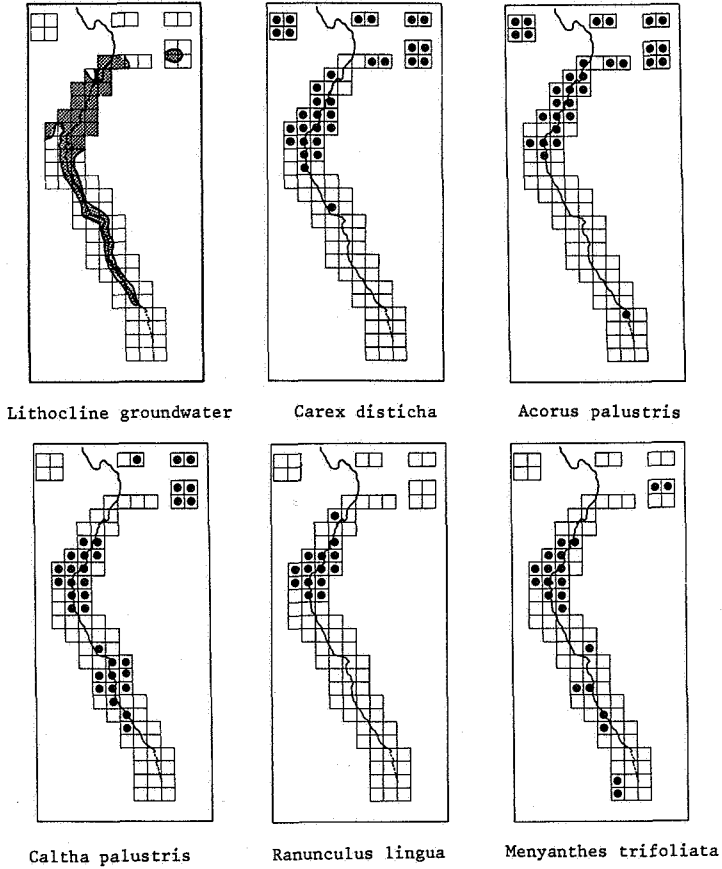 Lithocline groundwater
Carex disticha
Acorus palustris
Caltha palustris
Ranunculus lingua
Menyanthes trifoliata